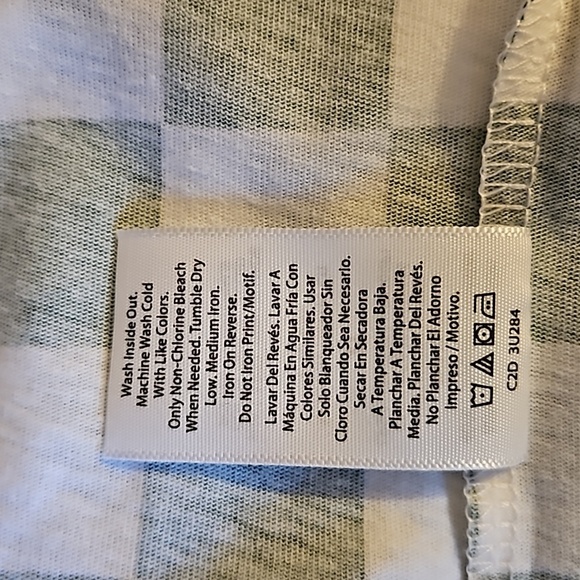 Wash Inside Out.
Machine Wash Cold
With Like Colors.
Only Non-Chlorine Bleach
When Needed. Tumble Dry
Low. Medium Iron.
Iron On Reverse.
Do Not Iron Print/Motif.
Lavar Del Revés. Lavar A
Máquina En Agua Fría Con
Colores Similares. Usar
Solo Blanqueador Sin
Cloro Cuando Sea Necesarlo.
Secar En Secadora
A Temperatura Baja.
Planchar A Temperatura
Media. Planchar Del Revés.
No Planchar El Adorno
Impreso / Motivo.
C2D 3U284